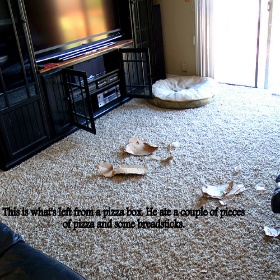 This is what's left from a pizza box. He ate a couple of pieces
of pizza and some breadsticks.